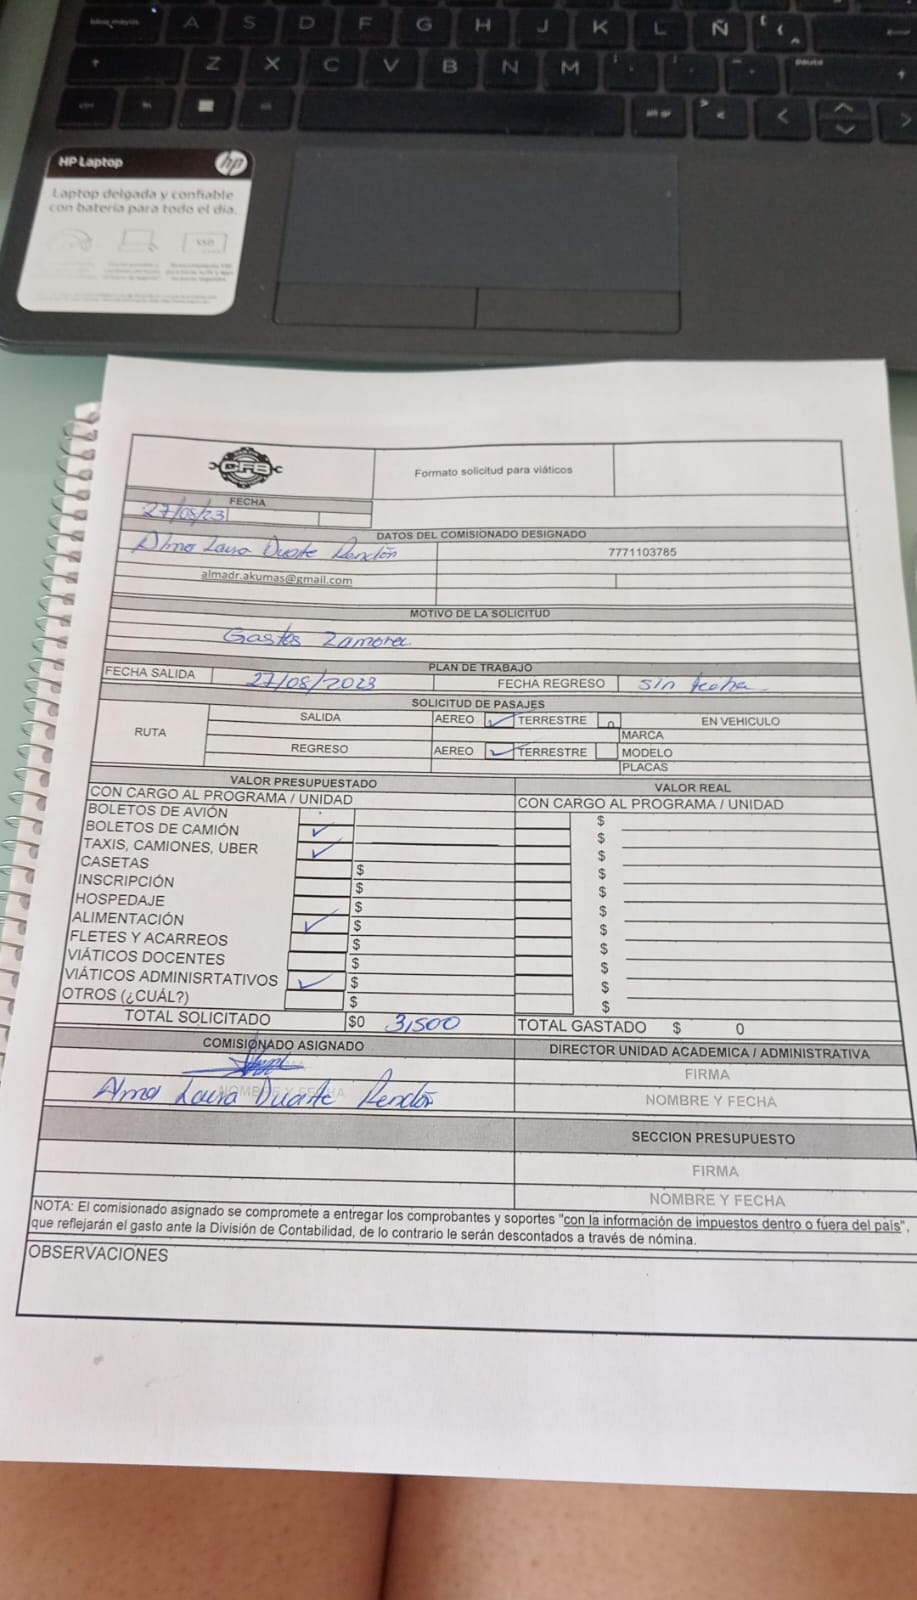 A S D F G H J K L Ñ
Z X C V B N M
HP Laptop hp
Laptop delgada y confiable
con batería para todo el día.
SSD
CFB
Formato solicitud para viáticos
FECHA
27/08/23
DATOS DEL COMISIONADO DESIGNADO
Alma Laura Duarte Rendón 7771103785
almadr.akumas@gmail.com
MOTIVO DE LA SOLICITUD
Gastos Zamora
PLAN DE TRABAJO
FECHA SALIDA 27/08/2023 FECHA REGRESO sin fecha
SOLICITUD DE PASAJES
RUTA
SALIDA AEREO ✓ TERRESTRE EN VEHICULO
MARCA
REGRESO AEREO ✓ TERRESTRE MODELO
PLACAS
VALOR PRESUPUESTADO VALOR REAL
CON CARGO AL PROGRAMA / UNIDAD CON CARGO AL PROGRAMA / UNIDAD
BOLETOS DE AVIÓN $
BOLETOS DE CAMIÓN ✓ $
TAXIS, CAMIONES, UBER ✓ $
CASETAS $ $
INSCRIPCIÓN $ $
HOSPEDAJE $ $
ALIMENTACIÓN ✓ $ $
FLETES Y ACARREOS $ $
VIÁTICOS DOCENTES $ $
VIÁTICOS ADMINISRTATIVOS ✓ $ $
OTROS (¿CUÁL?) $ $
TOTAL SOLICITADO $0 3,500 TOTAL GASTADO $ 0
COMISIONADO ASIGNADO DIRECTOR UNIDAD ACADEMICA / ADMINISTRATIVA
FIRMA
Alma Laura Duarte Rendón NOMBRE Y FECHA
SECCION PRESUPUESTO
FIRMA
NOMBRE Y FECHA
NOTA: El comisionado asignado se compromete a entregar los comprobantes y soportes "con la información de impuestos dentro o fuera del pais",
que reflejarán el gasto ante la División de Contabilidad, de lo contrario le serán descontados a través de nómina.
OBSERVACIONES